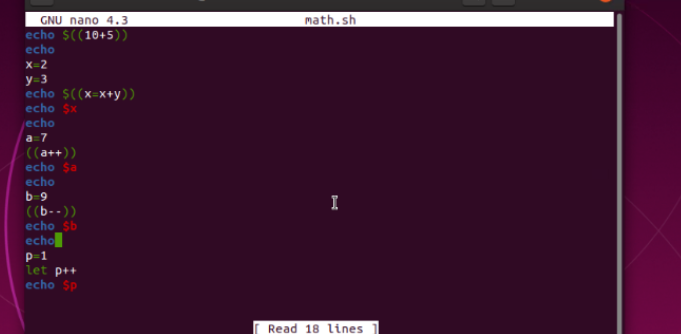 GNU nano 4.3 math.sh
echo $((10+5))
echo
x=2
y=3
echo $((x=x+y))
echo $x
echo
a=7
((a++))
echo $a
echo
b=9
((b--))
echo $b
echo
p=1
let p++
echo $p
[ Read 18 lines ]